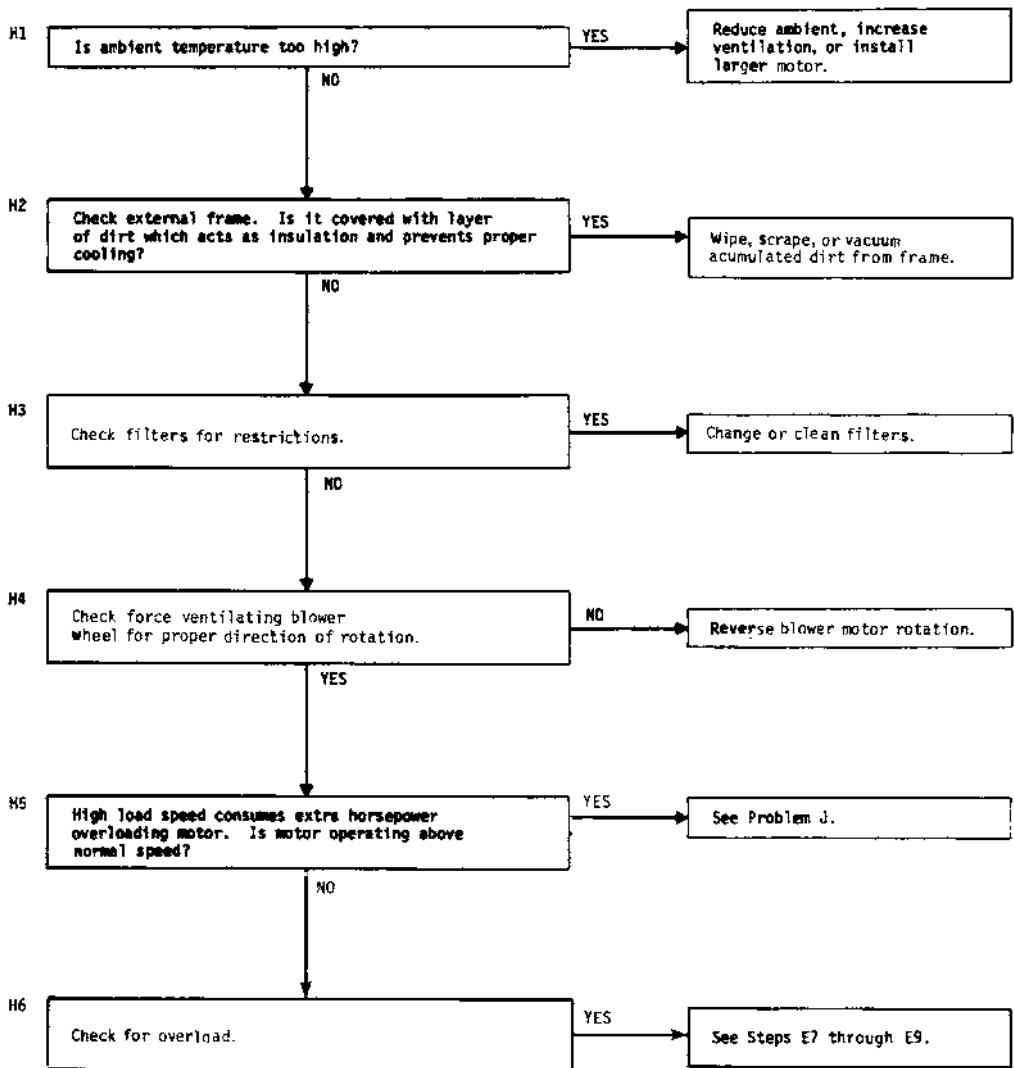 H1
Is ambient temperature too high?
YES
Reduce ambient, increase
ventilation, or install
larger motor.
NO
H2
Check external frame. Is it covered with layer
of dirt which acts as insulation and prevents proper
cooling?
YES
Wipe, scrape, or vacuum
acumulated dirt from frame.
NO
H3
Check filters for restrictions.
YES
Change or clean filters.
NO
H4
Check force ventilating blower
wheel for proper direction of rotation.
NO
Reverse blower motor rotation.
YES
H5
High load speed consumes extra horsepower
overloading motor. Is motor operating above
normal speed?
YES
See Problem J.
NO
H6
Check for overload.
YES
See Steps E7 through E9.